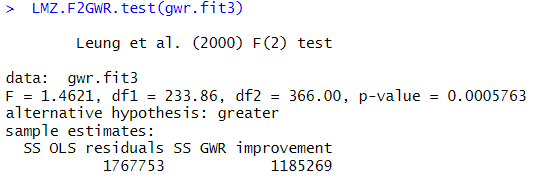 > LMZ.F2GWR.test(gwr.fit3)
Leung et al. (2000) F(2) test
data: gwr.fit3
F = 1.4621, df1 = 233.86, df2 = 366.00, p-value = 0.0005763
alternative hypothesis: greater
sample estimates:
SS OLS residuals SS GWR improvement
1767753 1185269